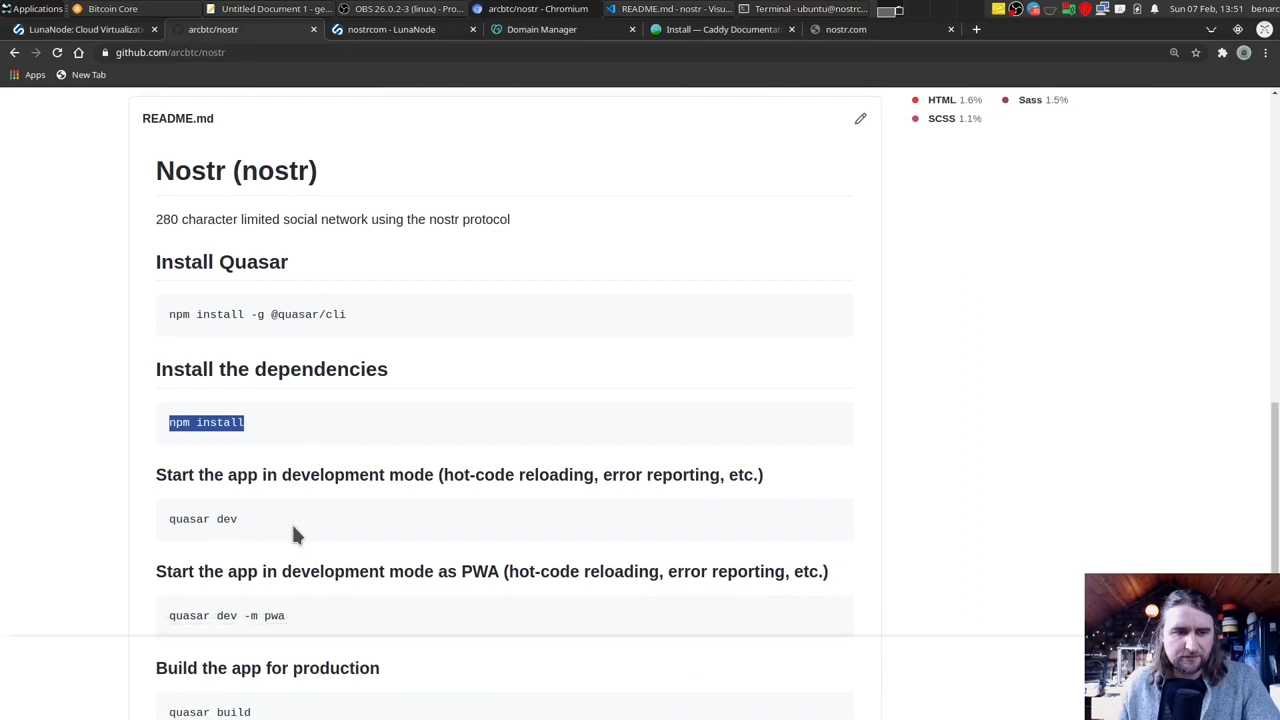 Applications
Bitcoin Core
Untitled Document 1 - ge...
OBS 26.0.2-3 (linux) - Pro...
arcbtc/nostr - Chromium
README.md - nostr - Visu...
Terminal - ubuntu@nostrc...
Sun 07 Feb, 13:51
benarc
LunaNode: Cloud Virtualizati
arcbtc/nostr
nostrcom - LunaNode
Domain Manager
Install — Caddy Documentati
nostr.com
github.com/arcbtc/nostr
Apps
New Tab
HTML 1.6%
Sass 1.5%
SCSS 1.1%
README.md
Nostr (nostr)
280 character limited social network using the nostr protocol
Install Quasar
npm install -g @quasar/cli
Install the dependencies
npm install
Start the app in development mode (hot-code reloading, error reporting, etc.)
quasar dev
Start the app in development mode as PWA (hot-code reloading, error reporting, etc.)
quasar dev -m pwa
Build the app for production
quasar build